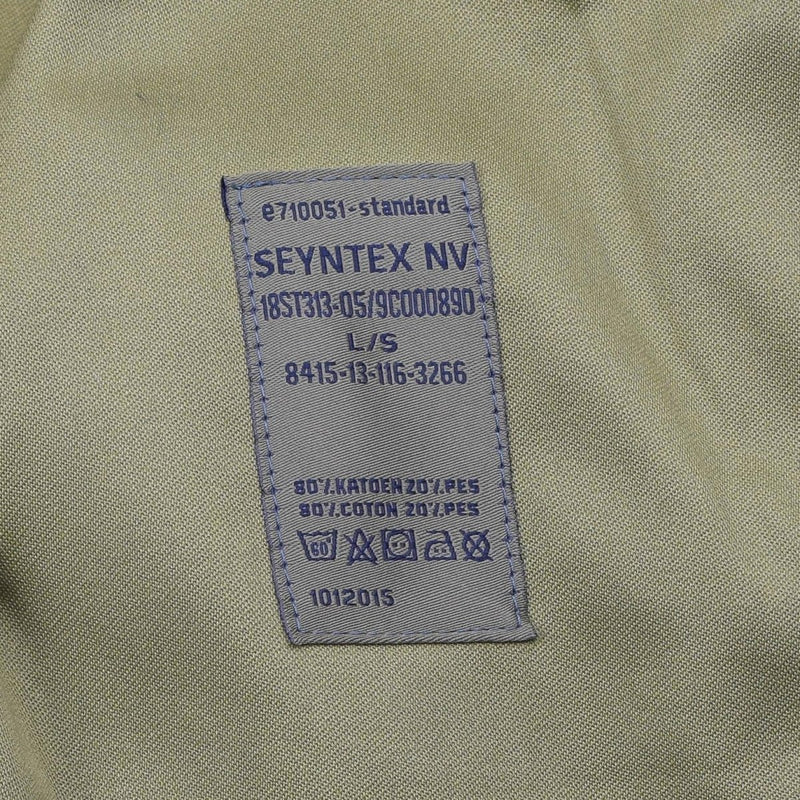 e710051-standard
SEYNTEX NV
18ST313-05/9C000890
L/S
8415-13-116-3266
80% KATOEN 20% PES
80% COTON 20% PES
60
1012015